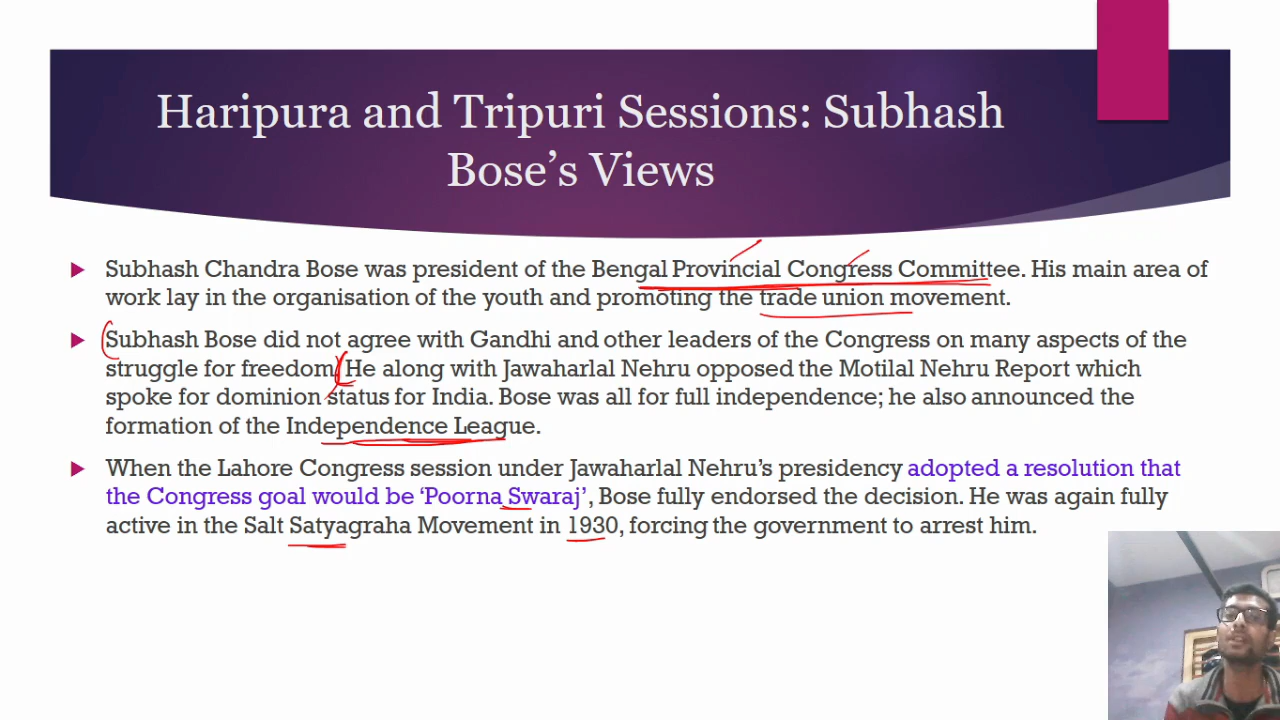 Haripura and Tripuri Sessions: Subhash
Bose’s Views
Subhash Chandra Bose was president of the Bengal Provincial Congress Committee. His main area of
work lay in the organisation of the youth and promoting the trade union movement.
Subhash Bose did not agree with Gandhi and other leaders of the Congress on many aspects of the
struggle for freedom. He along with Jawaharlal Nehru opposed the Motilal Nehru Report which
spoke for dominion status for India. Bose was all for full independence; he also announced the
formation of the Independence League.
When the Lahore Congress session under Jawaharlal Nehru’s presidency adopted a resolution that
the Congress goal would be ‘Poorna Swaraj’, Bose fully endorsed the decision. He was again fully
active in the Salt Satyagraha Movement in 1930, forcing the government to arrest him.